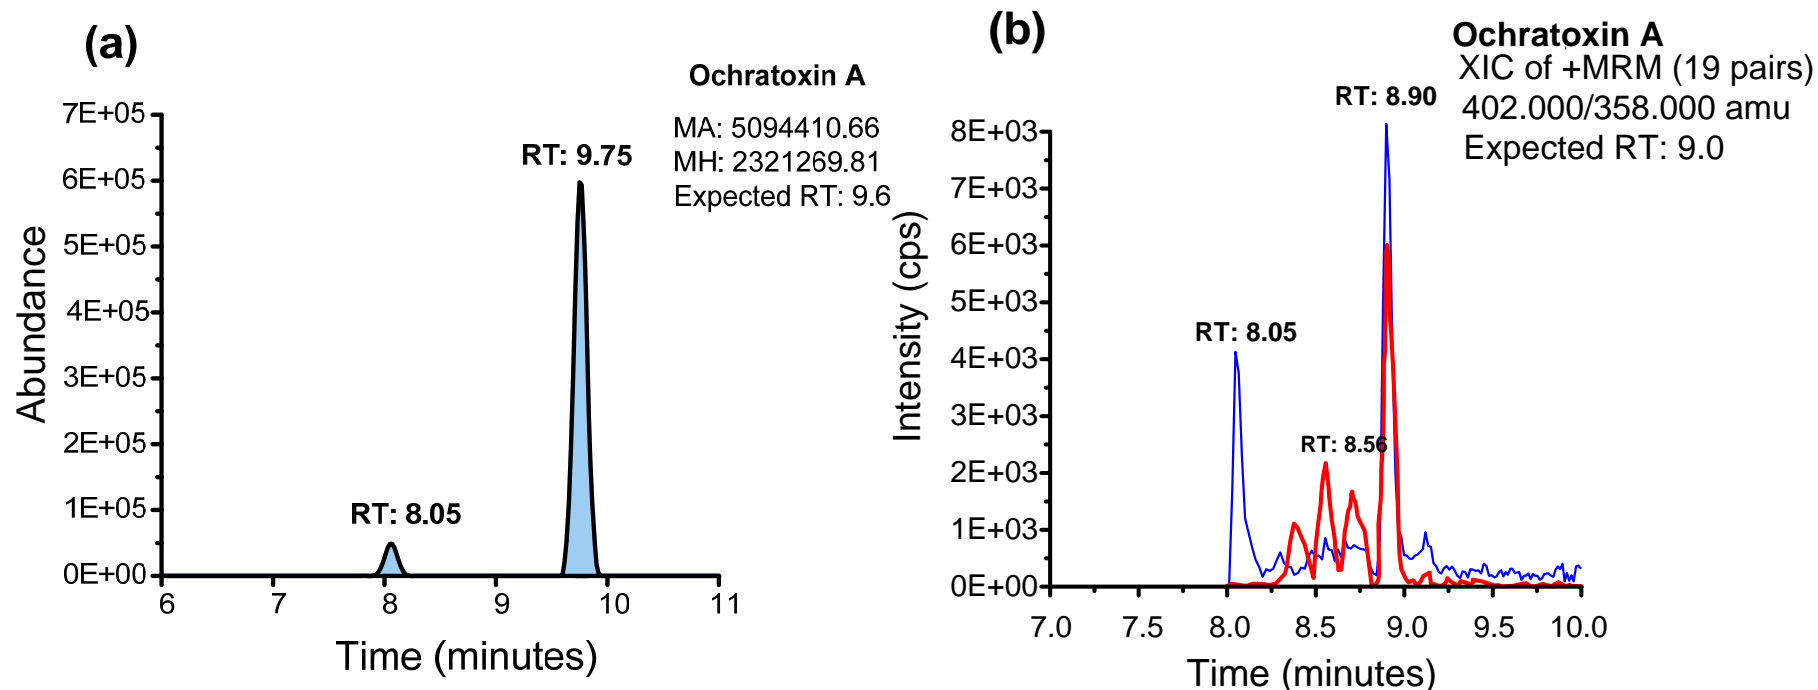 (a)
Ochratoxin A
MA: 5094410.66
MH: 2321269.81
Expected RT: 9.6
RT: 9.75
RT: 8.05
Abundance
7E+05
6E+05
5E+05
4E+05
3E+05
2E+05
1E+05
0E+00
6 7 8 9 10 11
Time (minutes)
(b)
Ochratoxin A
XIC of +MRM (19 pairs)
402.000/358.000 amu
Expected RT: 9.0
RT: 8.90
RT: 8.05
RT: 8.56
Intensity (cps)
8E+03
7E+03
6E+03
5E+03
4E+03
3E+03
2E+03
1E+03
0E+00
7.0 7.5 8.0 8.5 9.0 9.5 10.0
Time (minutes)